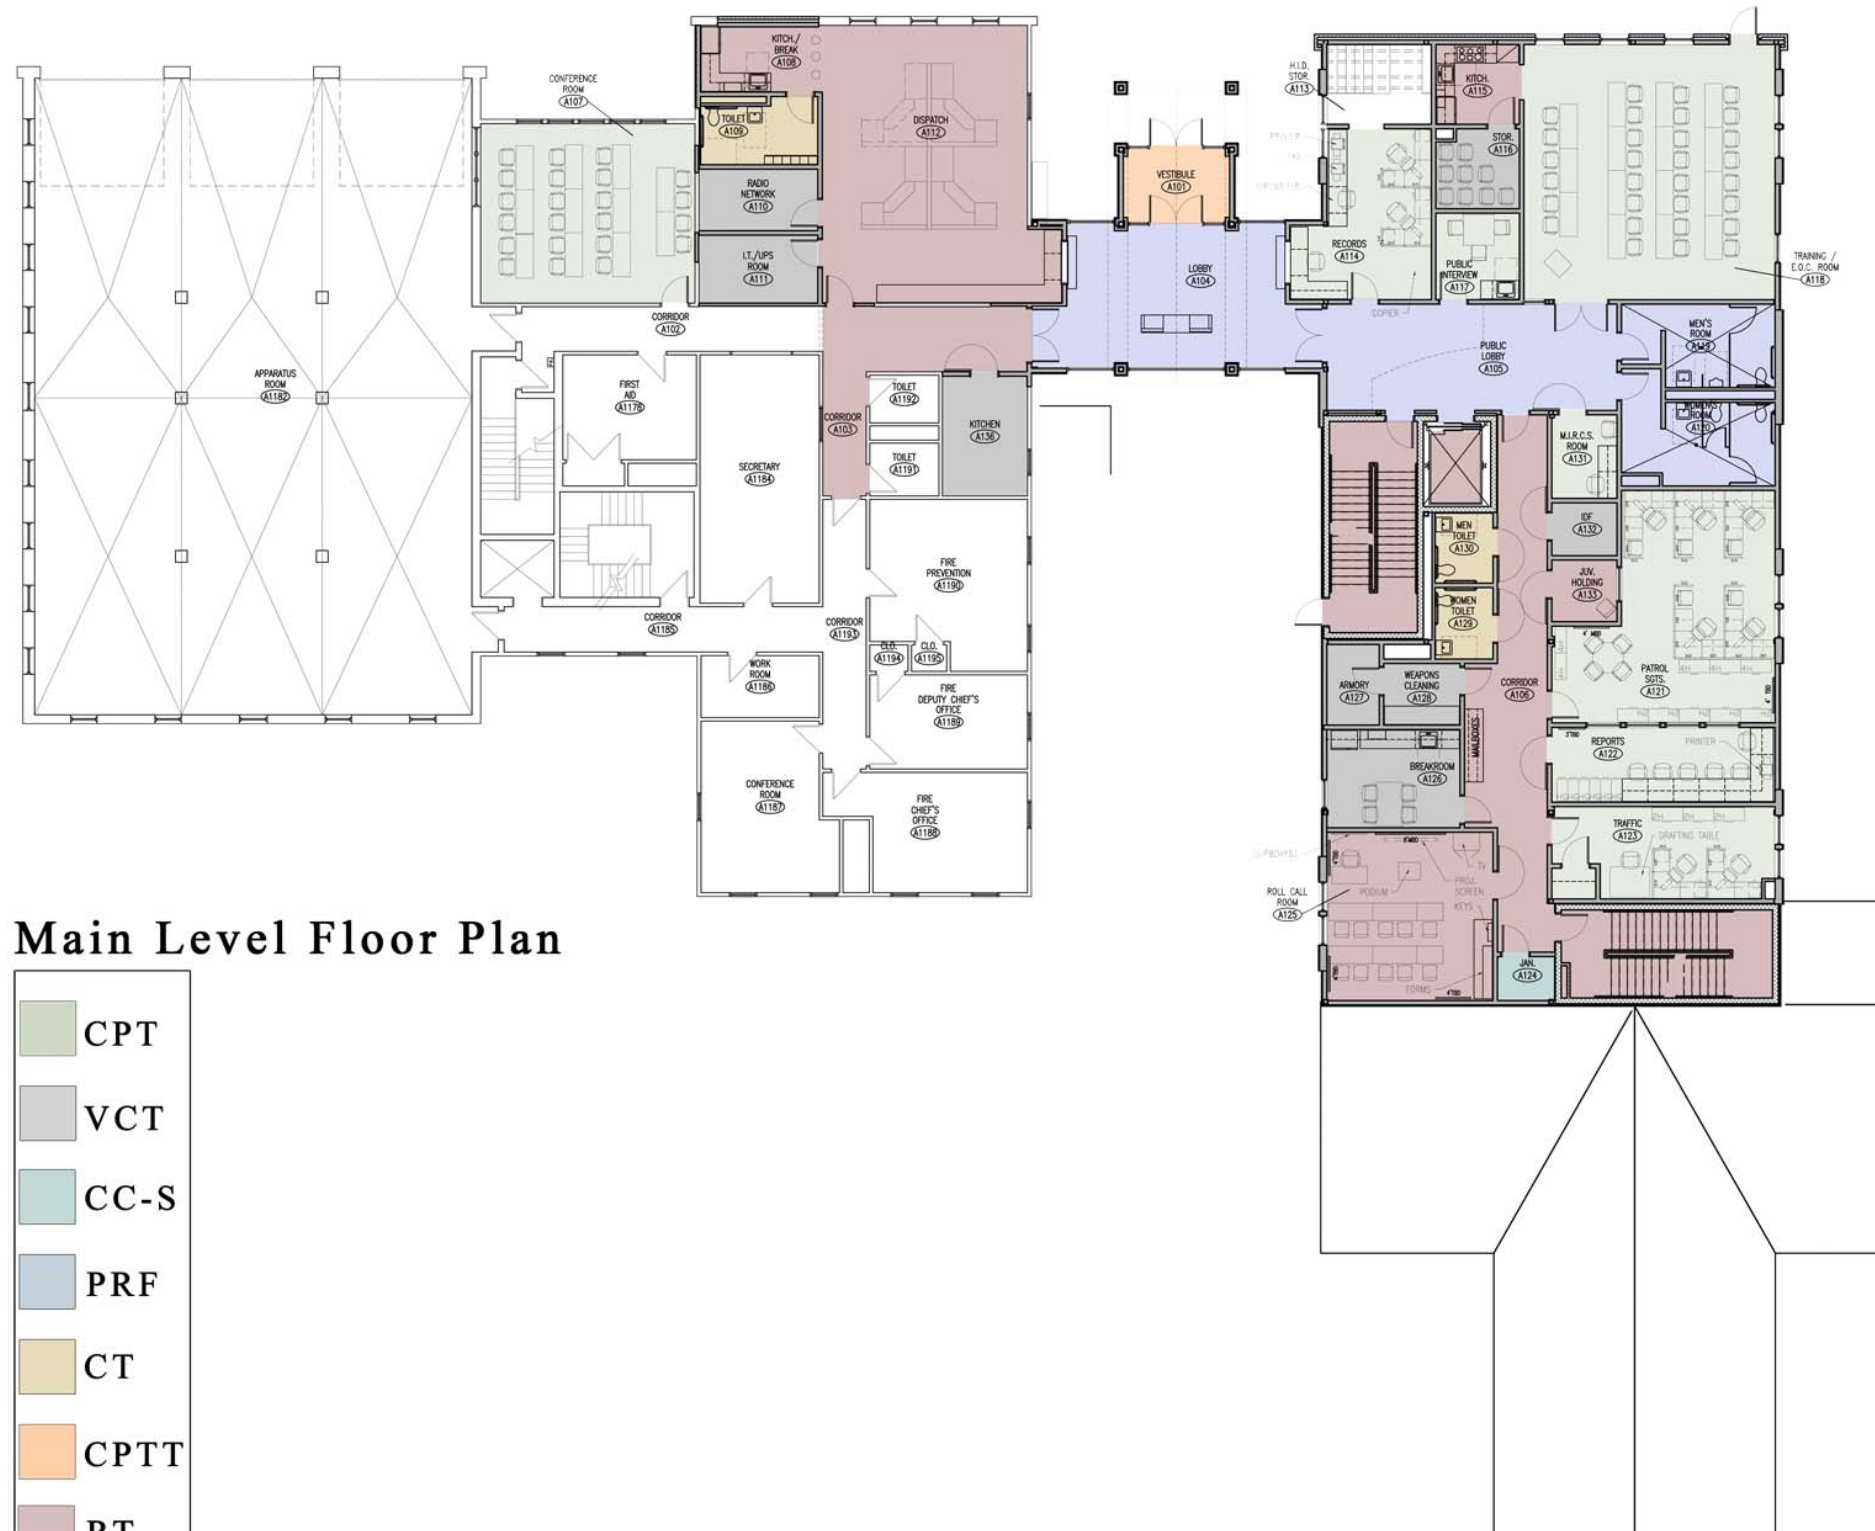 CONFERENCE
ROOM
A107
KITCH./
BREAK
A108
TOILET
A109
RADIO
NETWORK
A110
I.T./UPS
ROOM
A111
DISPATCH
A112
VESTIBULE
A101
LOBBY
A104
H.I.D.
STOR.
A113
KITCH.
A115
STOR.
A116
RECORDS
A114
PUBLIC
INTERVIEW
A117
COPIER
TRAINING /
E.O.C. ROOM
A118
PUBLIC
LOBBY
A105
MEN'S
ROOM
A119
WOMEN'S
ROOM
A120
CORRIDOR
A102
APPARATUS
ROOM
A1182
FIRST
AID
A1178
SECRETARY
A1184
CORRIDOR
A103
TOILET
A1192
TOILET
A1191
KITCHEN
A136
FIRE
PREVENTION
A1190
CORRIDOR
A1185
CORRIDOR
A1193
CLO.
A1194
CLO.
A1195
WORK
ROOM
A1186
FIRE
DEPUTY CHIEF'S
OFFICE
A1189
CONFERENCE
ROOM
A1187
FIRE
CHIEF'S
OFFICE
A1188
M.I.R.C.S.
ROOM
A131
IDF
A132
MEN
TOILET
A130
JUV.
HOLDING
A133
WOMEN
TOILET
A129
PATROL
SGTS.
A121
CORRIDOR
A106
ARMORY
A127
WEAPONS
CLEANING
A128
MAILBOXES
BREAKROOM
A126
REPORTS
A122
PRINTER
TRAFFIC
A123
DRAFTING TABLE
ROLL CALL
ROOM
A125
PODIUM
TV
PROJ.
SCREEN
KEYS
FORMS
JAN.
A124
Main Level Floor Plan
CPT
VCT
CC-S
PRF
CT
CPTT